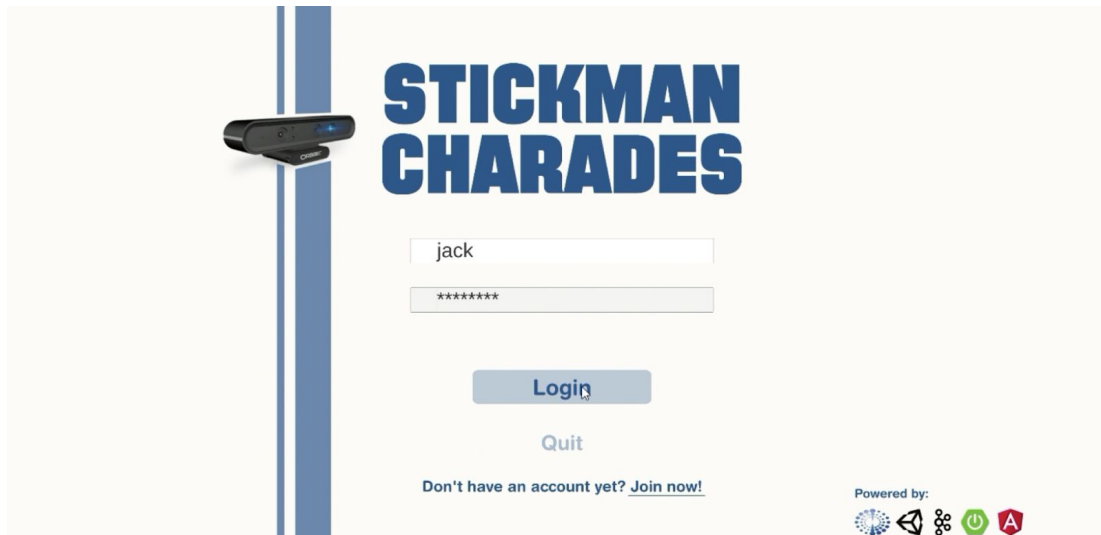 STICKMAN
CHARADES
jack
********
Login
Quit
Don't have an account yet? Join now!
Powered by: